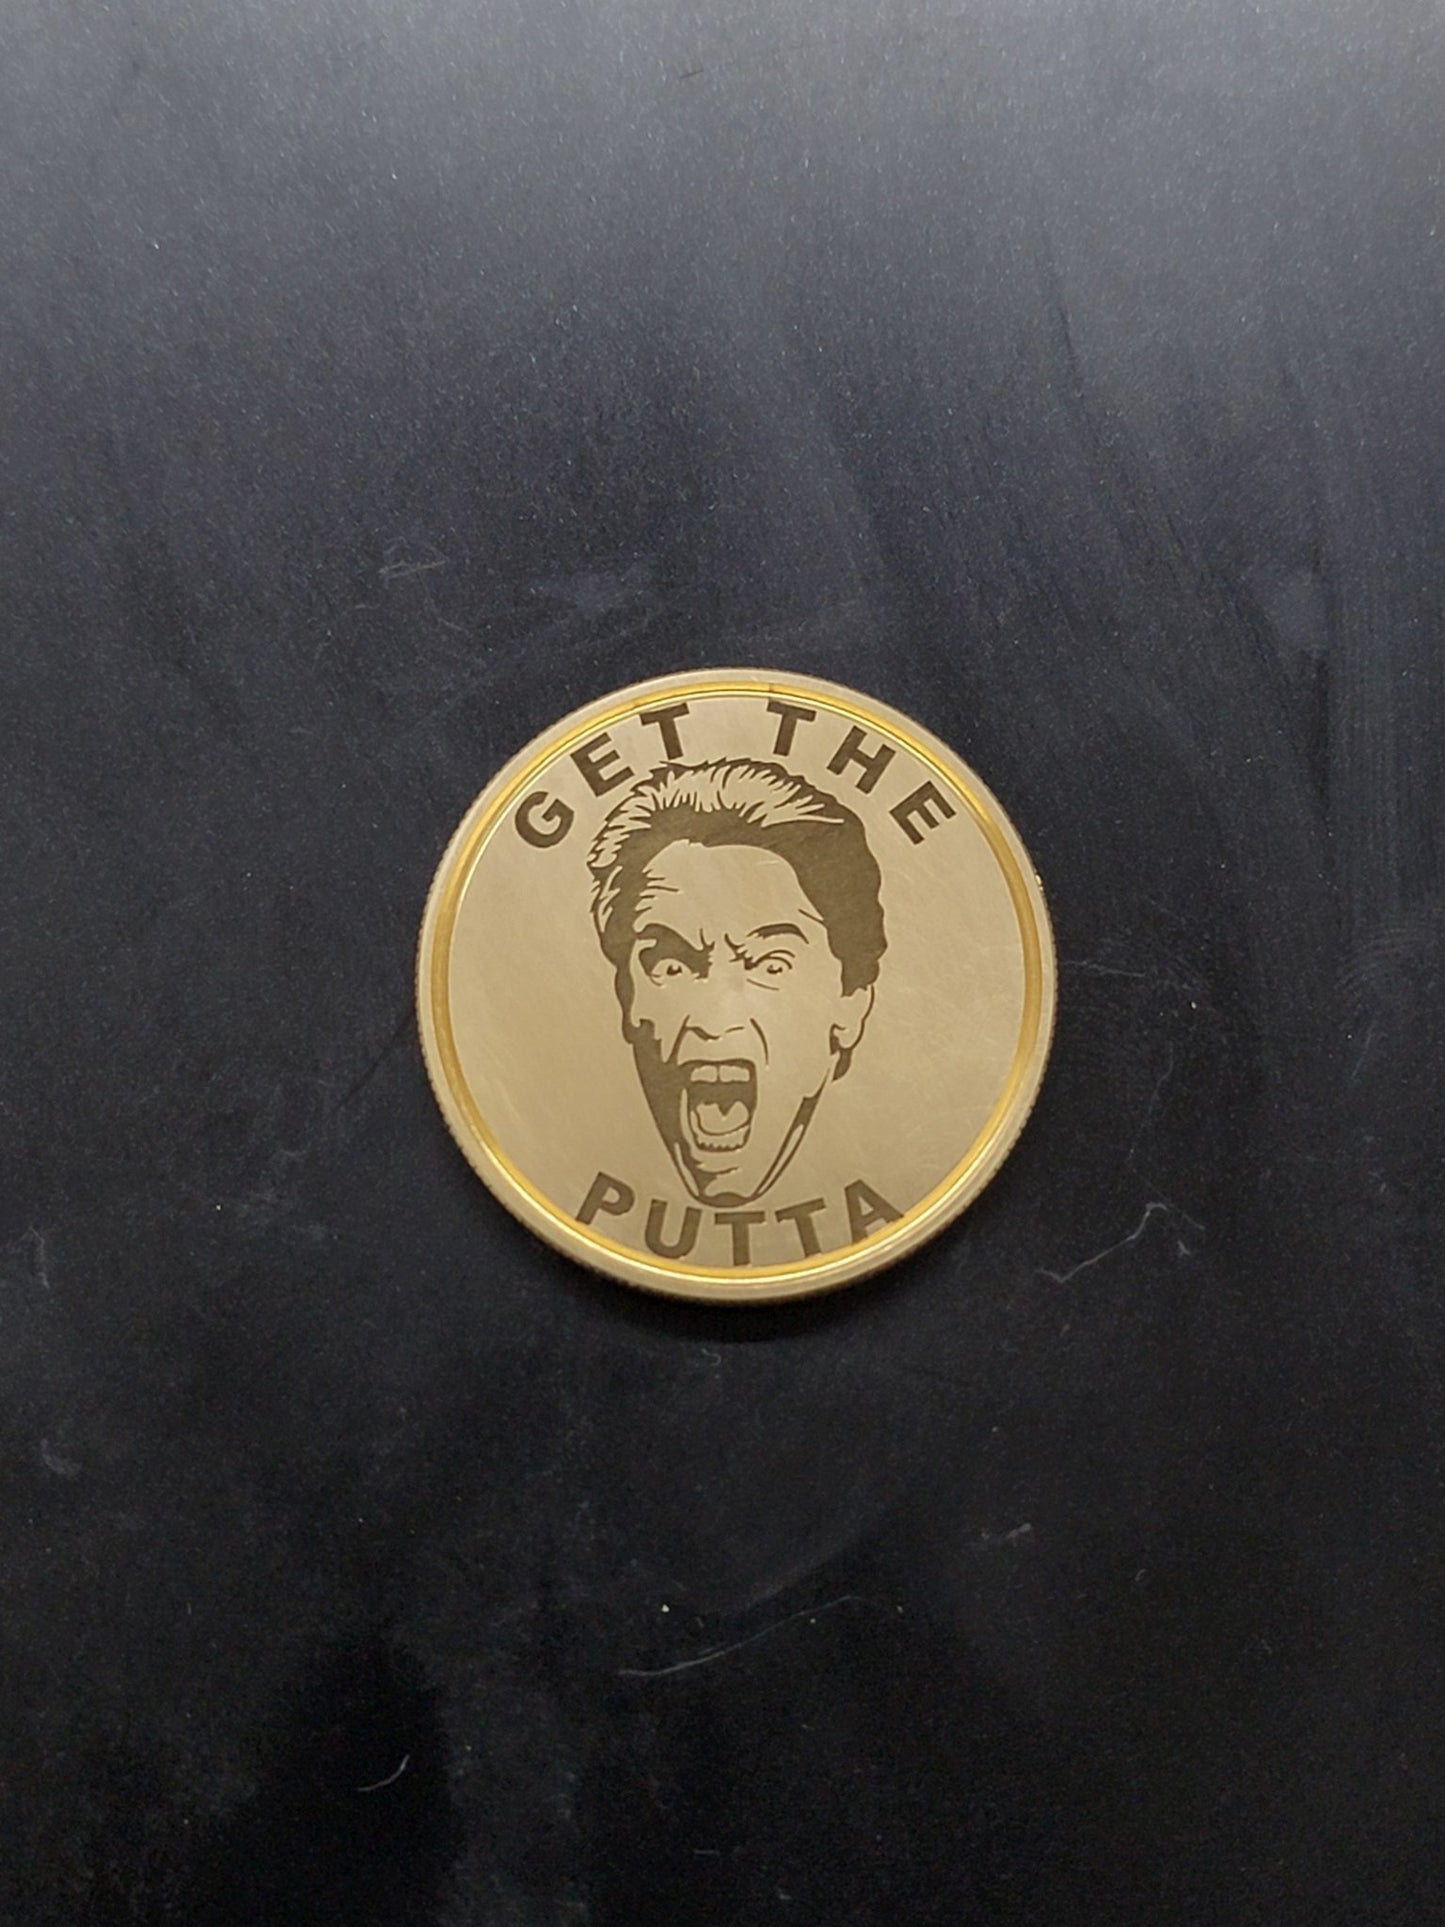 GET THE
PUTTA